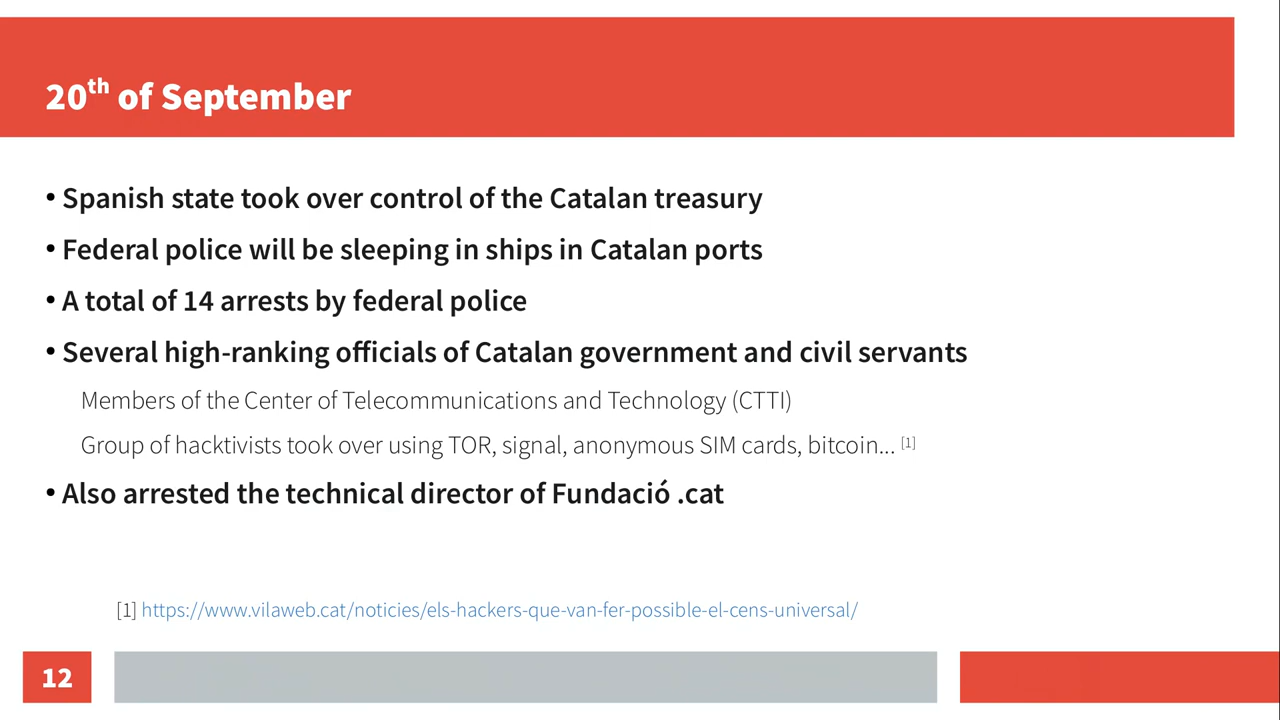 20th of September
• Spanish state took over control of the Catalan treasury
• Federal police will be sleeping in ships in Catalan ports
• A total of 14 arrests by federal police
• Several high-ranking officials of Catalan government and civil servants
Members of the Center of Telecommunications and Technology (CTTI)
Group of hacktivists took over using TOR, signal, anonymous SIM cards, bitcoin... [1]
• Also arrested the technical director of Fundació .cat
[1] https://www.vilaweb.cat/noticies/els-hackers-que-van-fer-possible-el-cens-universal/
12